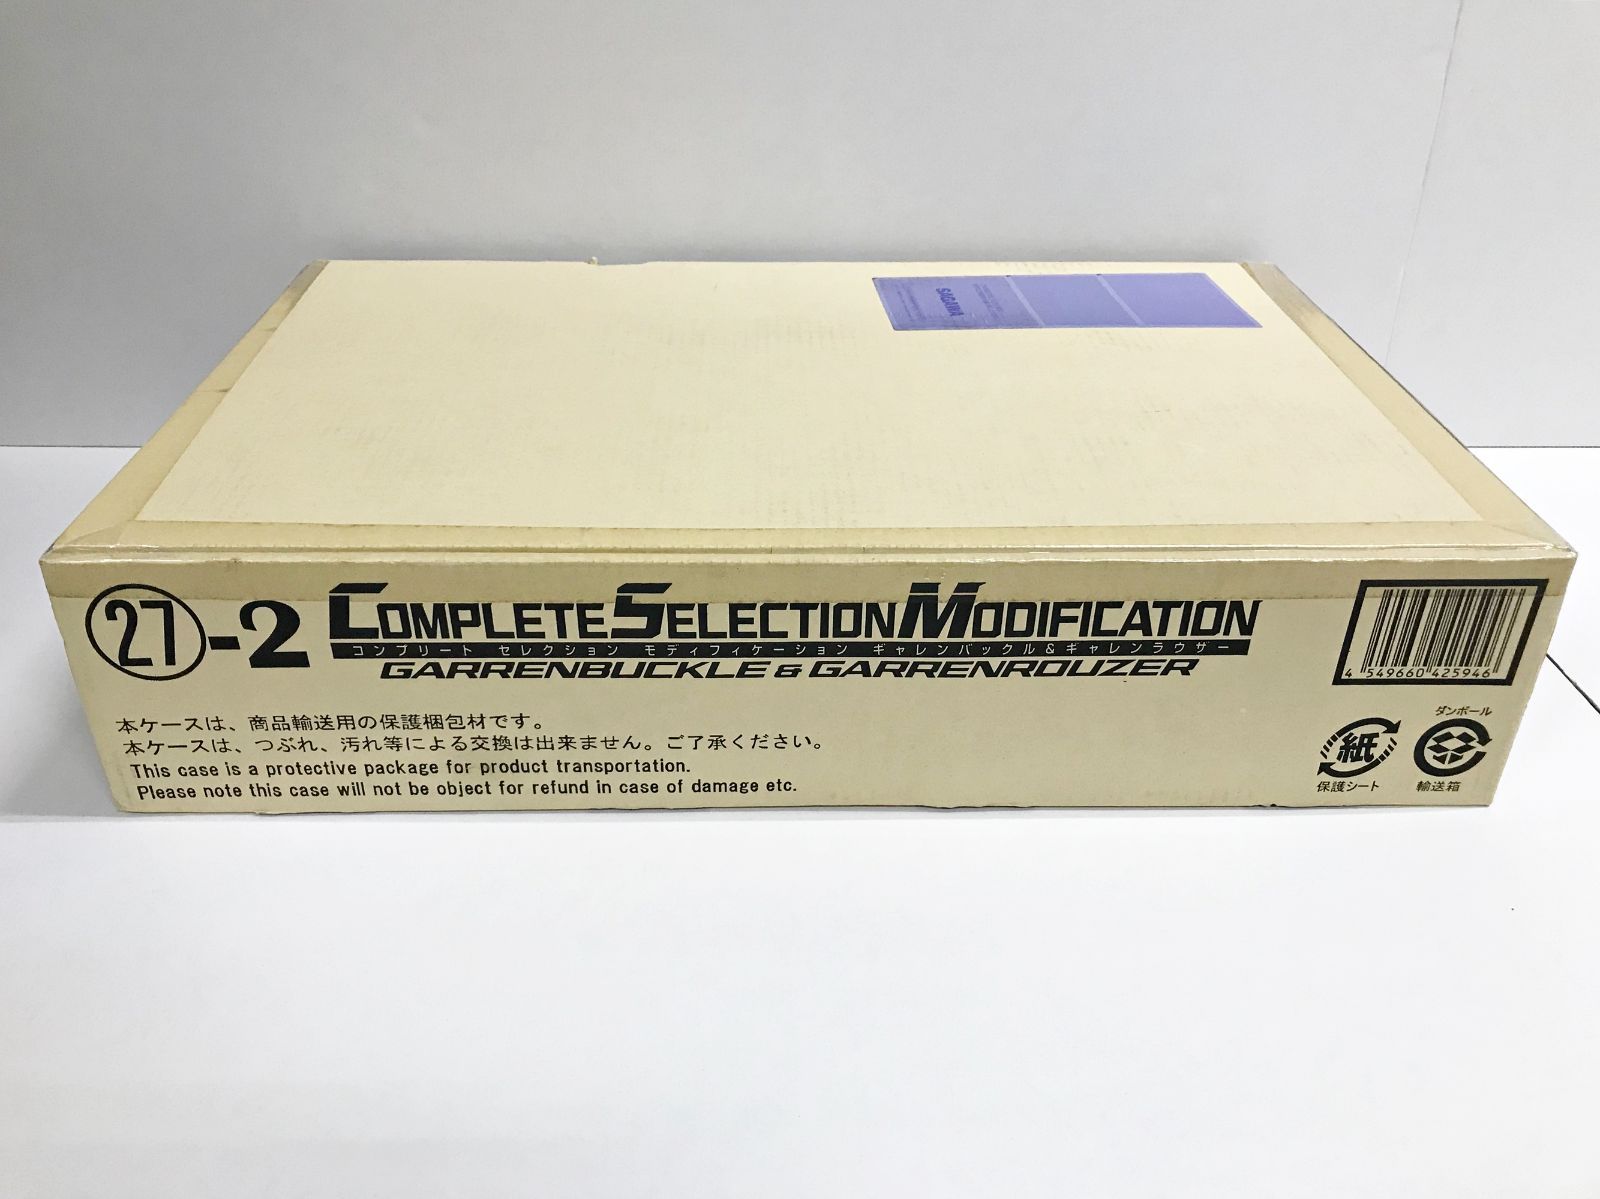 SAGAWA
27-2
COMPLETE SELECTION MODIFICATION
コンプリート セレクション モディフィケーション ギャレンバックル&ギャレンラウザー
GARRENBUCKLE & GARRENROUZER
4 549660 425946
本ケースは、商品輸送用の保護梱包材です。
本ケースは、つぶれ、汚れ等による交換は出来ません。ご了承ください。
This case is a protective package for product transportation.
Please note this case will not be object for refund in case of damage etc.
紙
保護シート
ダンボール
輸送箱